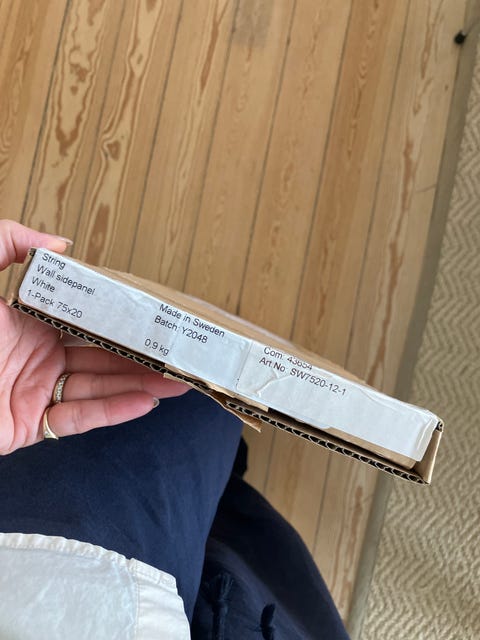 String
Wall sidepanel
White
1-Pack 75x20
Made in Sweden
Batch: Y2048
0.9 kg
Com: 43654
Art No SW7520-12-1